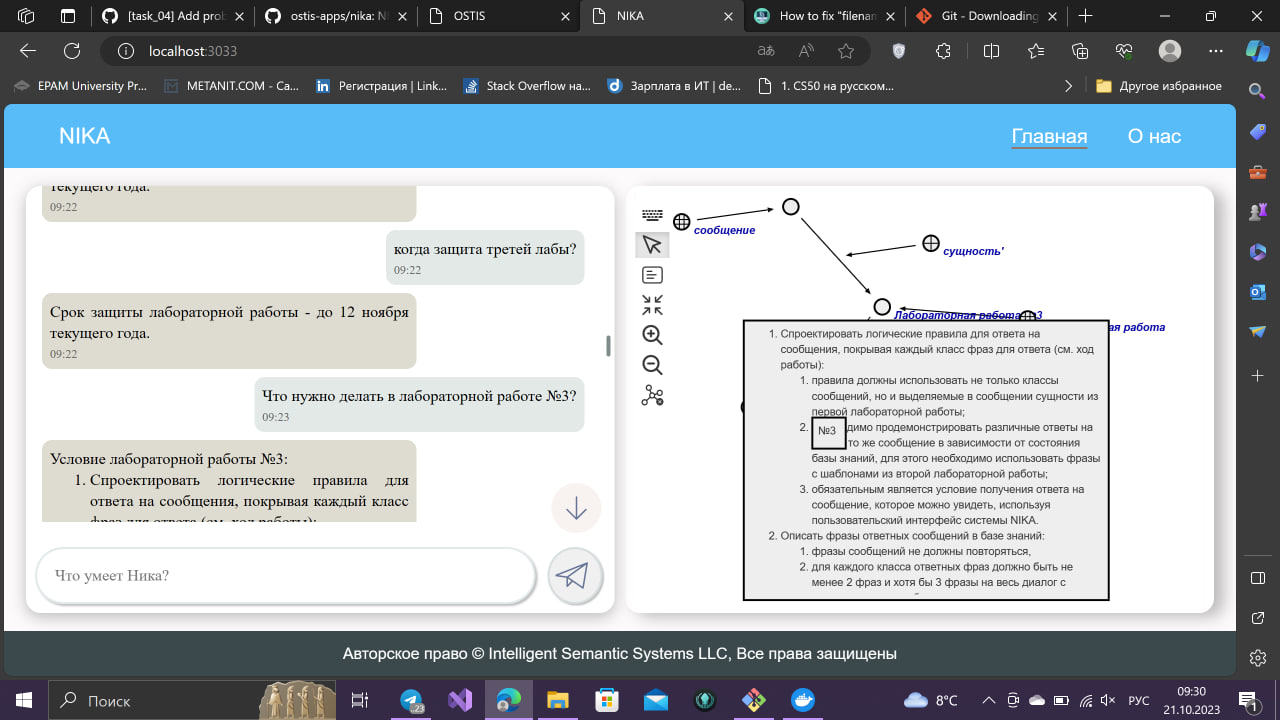 [task_04] Add prob
ostis-apps/nika: N
OSTIS
NIKA
How to fix "filenam
Git - Downloading
localhost:3033
EPAM University Pr...
METANIT.COM - Са...
Регистрация | Link...
Stack Overflow на...
Зарплата в ИТ | de...
1. CS50 на русском...
Другое избранное
NIKA
Главная
О нас
текущего года.
09:22
когда защита третей лабы?
09:22
Срок защиты лабораторной работы - до 12 ноября
текущего года.
09:22
Что нужно делать в лабораторной работе №3?
09:23
Условие лабораторной работы №3:
1. Спроектировать логические правила для
ответа на сообщения, покрывая каждый класс
фраз для ответа (см. ход работы):
Что умеет Ника?
сообщение
сущность'
Лабораторная работа 3
ая работа
1. Спроектировать логические правила для ответа на
сообщения, покрывая каждый класс фраз для ответа (см. ход
работы):
1. правила должны использовать не только классы
сообщений, но и выделяемые в сообщении сущности из
первой лабораторной работы;
2. димо продемонстрировать различные ответы на
№3
то же сообщение в зависимости от состояния
базы знаний, для этого необходимо использовать фразы
с шаблонами из второй лабораторной работы;
3. обязательным является условие получения ответа на
сообщение, которое можно увидеть, используя
пользовательский интерфейс системы NIKA.
2. Описать фразы ответных сообщений в базе знаний:
1. фразы сообщений не должны повторяться,
2. для каждого класса ответных фраз должно быть не
менее 2 фраз и хотя бы 3 фразы на весь диалог с
Авторское право © Intelligent Semantic Systems LLC, Все права защищены
Поиск
23
8°C
РУС
09:30
21.10.2023
1